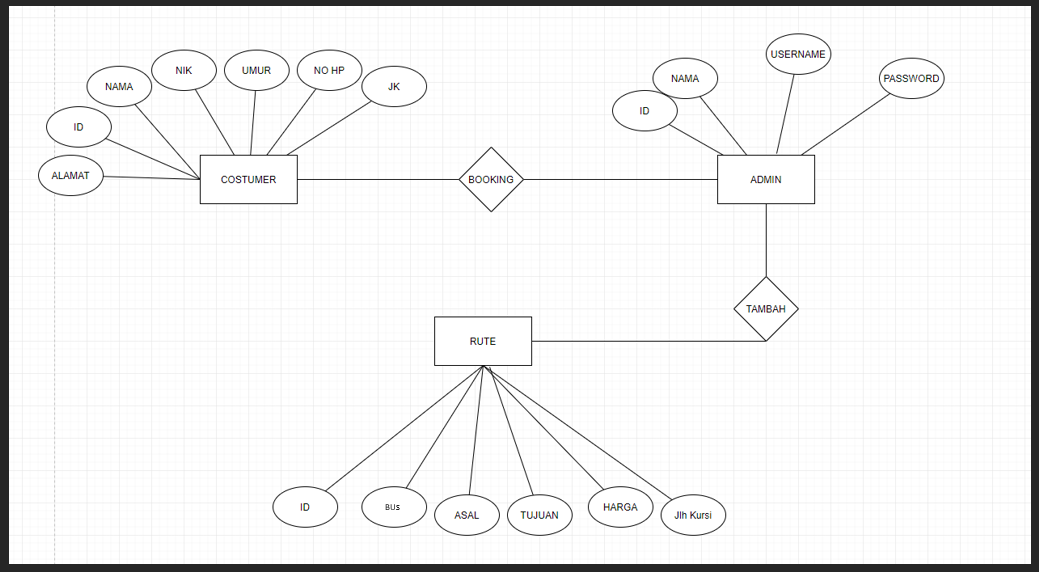 USERNAME
NIK
UMUR
NO HP
NAMA
PASSWORD
NAMA
JK
ID
ID
ALAMAT
COSTUMER
BOOKING
ADMIN
TAMBAH
RUTE
ID
BUs
ASAL
TUJUAN
HARGA
Jlh Kursi